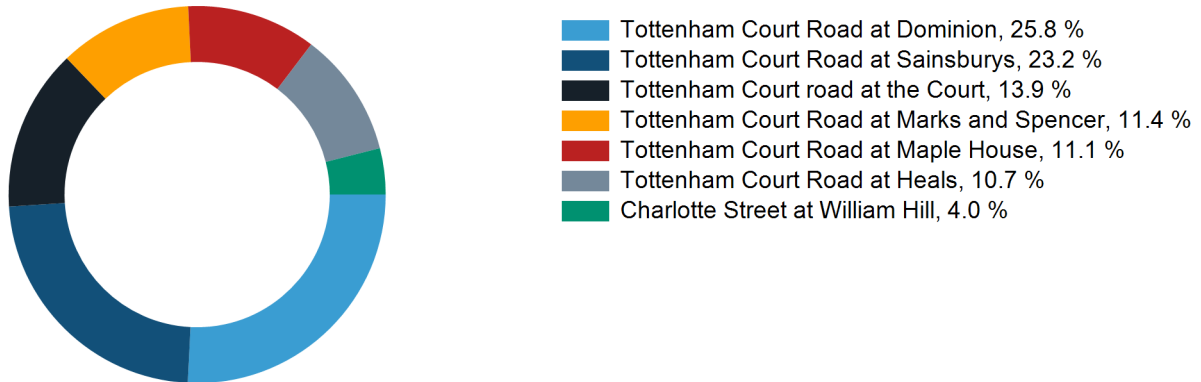 Tottenham Court Road at Dominion, 25.8 %
Tottenham Court Road at Sainsburys, 23.2 %
Tottenham Court road at the Court, 13.9 %
Tottenham Court Road at Marks and Spencer, 11.4 %
Tottenham Court Road at Maple House, 11.1 %
Tottenham Court Road at Heals, 10.7 %
Charlotte Street at William Hill, 4.0 %